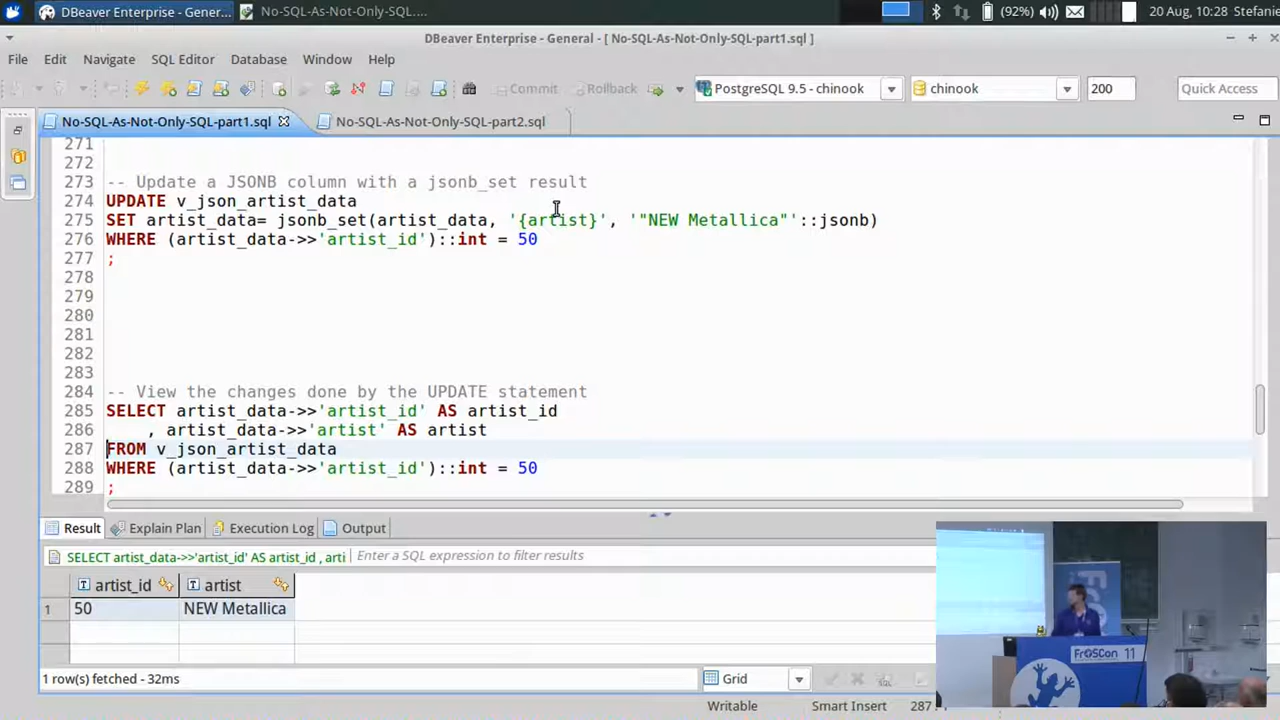 DBeaver Enterprise - Gener...
No-SQL-As-Not-Only-SQL....
(92%)
20 Aug, 10:28 Stefanie
DBeaver Enterprise - General - [ No-SQL-As-Not-Only-SQL-part1.sql ]
File Edit Navigate SQL Editor Database Window Help
Commit Rollback PostgreSQL 9.5 - chinook chinook 200 Quick Access
No-SQL-As-Not-Only-SQL-part1.sql No-SQL-As-Not-Only-SQL-part2.sql
271
272
273 -- Update a JSONB column with a jsonb_set result
274 UPDATE v_json_artist_data
275 SET artist_data= jsonb_set(artist_data, '{artist}', '"NEW Metallica"'::jsonb)
276 WHERE (artist_data->>'artist_id')::int = 50
277 ;
278
279
280
281
282
283
284 -- View the changes done by the UPDATE statement
285 SELECT artist_data->>'artist_id' AS artist_id
286 , artist_data->>'artist' AS artist
287 FROM v_json_artist_data
288 WHERE (artist_data->>'artist_id')::int = 50
289 ;
Result Explain Plan Execution Log Output
SELECT artist_data->>'artist_id' AS artist_id , arti Enter a SQL expression to filter results
artist_id artist
1 50 NEW Metallica
1 row(s) fetched - 32ms
Grid
Writable Smart Insert
FrOSCon 11